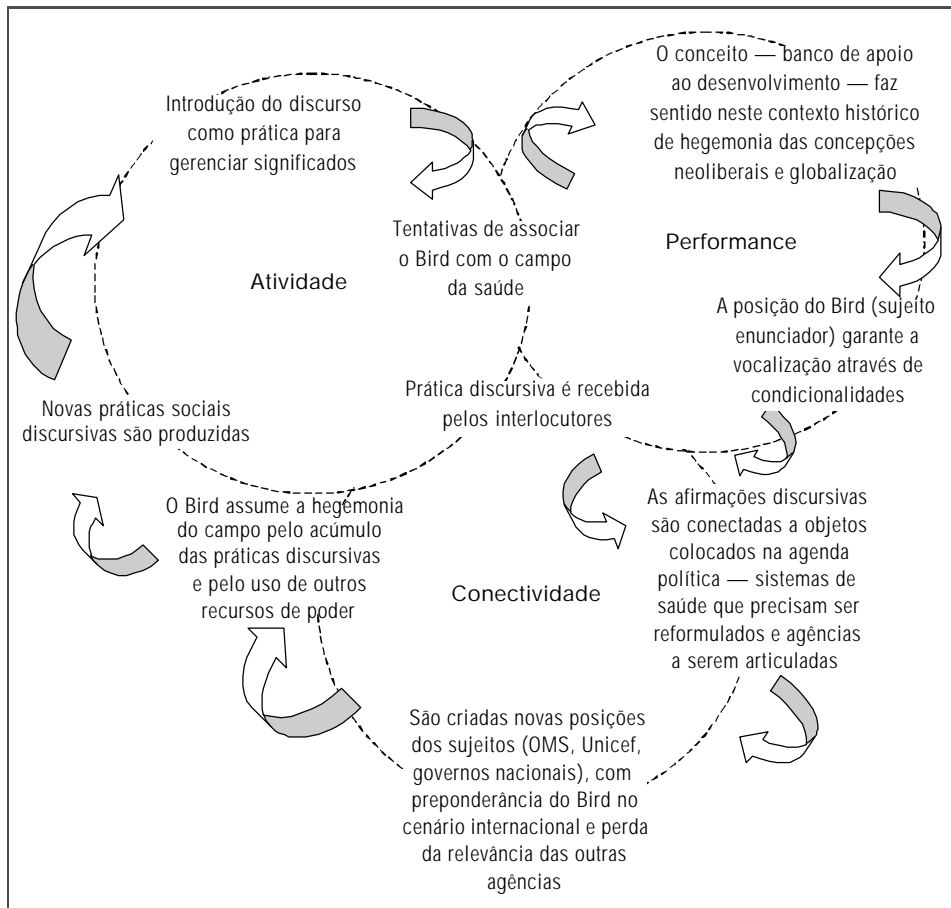 Introdução do discurso
como prática para
gerenciar significados
O conceito — banco de apoio
ao desenvolvimento — faz
sentido neste contexto histórico
de hegemonia das concepções
neoliberais e globalização
Tentativas de associar
o Bird com o campo
da saúde
Performance
Atividade
A posição do Bird (sujeito
enunciador) garante a
vocalização através de
condicionalidades
Prática discursiva é recebida
pelos interlocutores
Novas práticas sociais
discursivas são produzidas
O Bird assume a hegemonia
do campo pelo acúmulo
das práticas discursivas
e pelo uso de outros
recursos de poder
Conectividade
As afirmações discursivas
são conectadas a objetos
colocados na agenda
política — sistemas de
saúde que precisam ser
reformulados e agências
a serem articuladas
São criadas novas posições
dos sujeitos (OMS, Unicef,
governos nacionais), com
preponderância do Bird no
cenário internacional e perda
da relevância das outras
agências